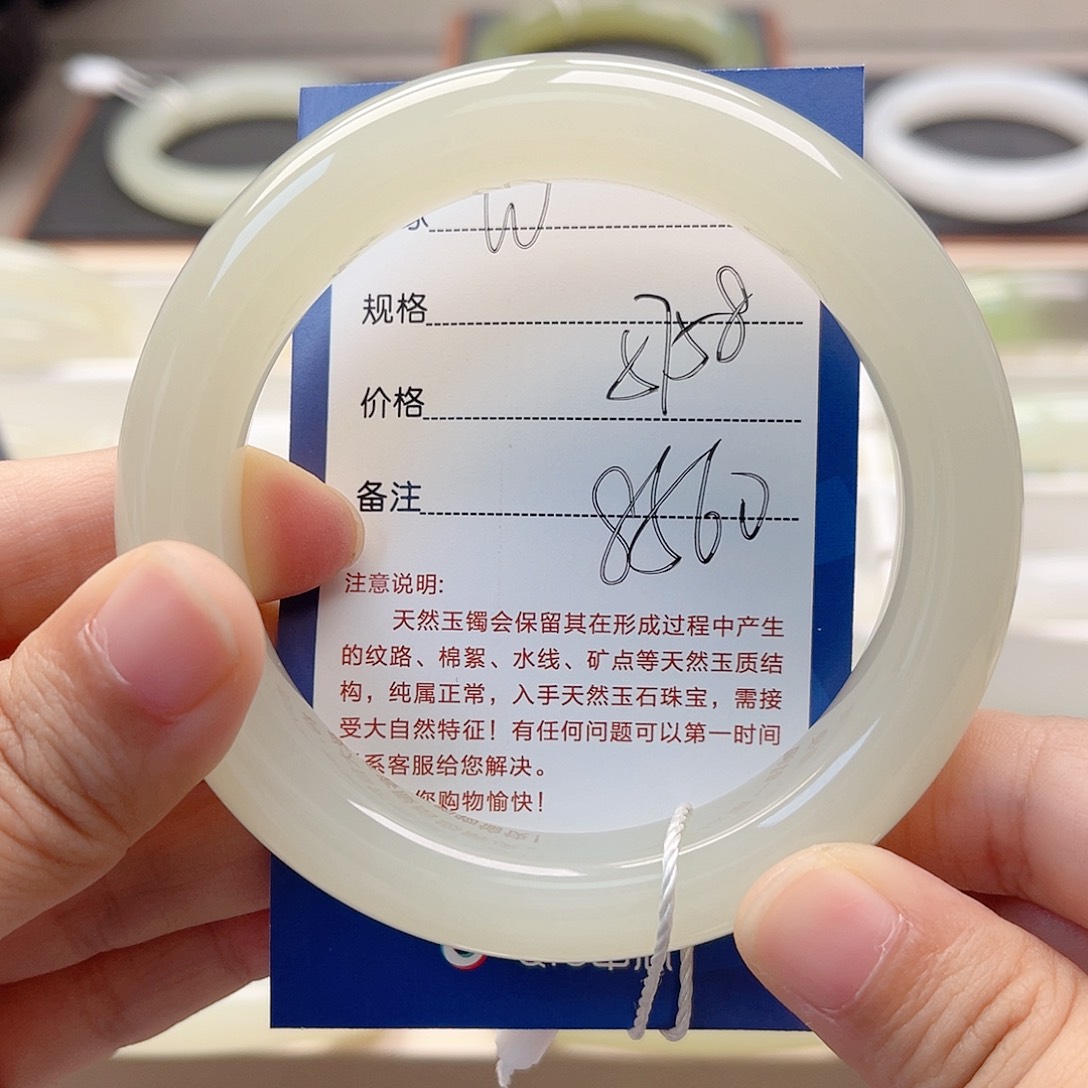 W
规格
价格
备注 8860
注意说明:
天然玉镯会保留其在形成过程中产生
的纹路、棉絮、水线、矿点等天然玉质结
构，纯属正常，入手天然玉石珠宝，需接
受大自然特征！有任何问题可以第一时间
系客服给您解决。
您购物愉快！